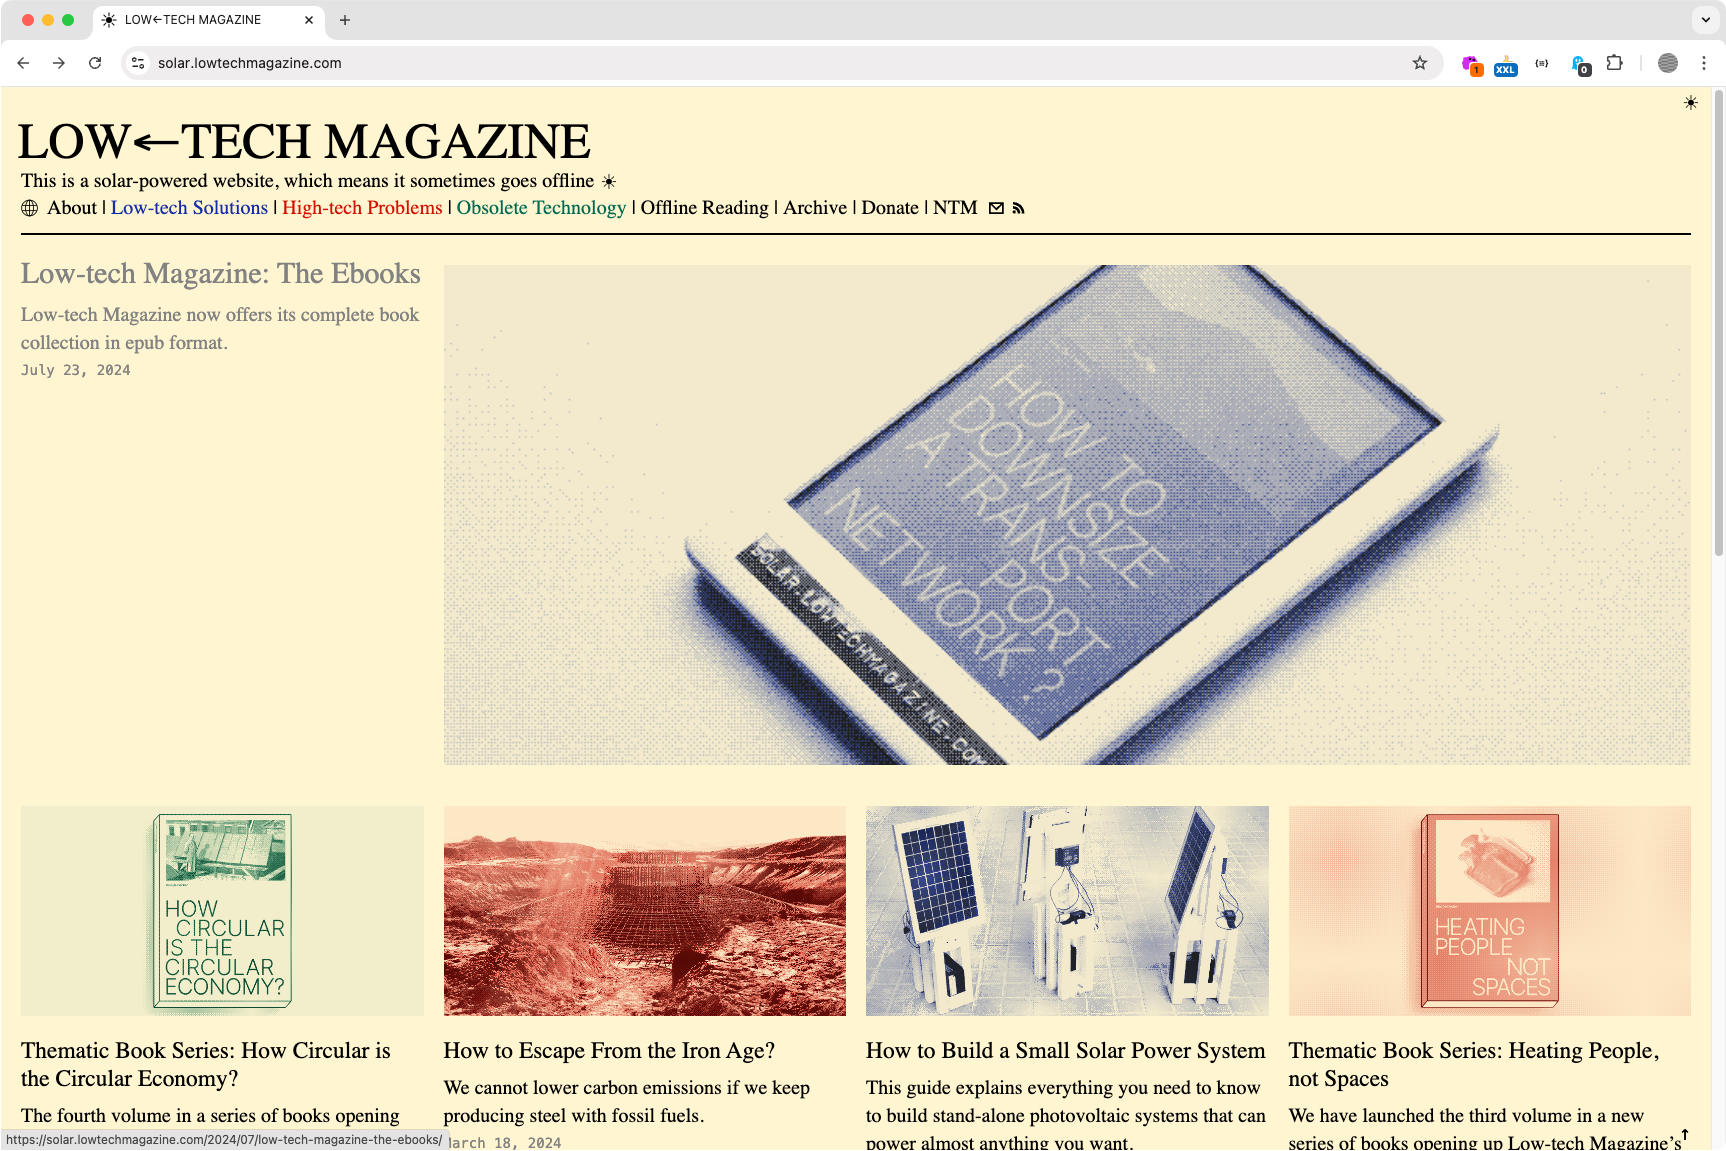 LOW←TECH MAGAZINE
solar.lowtechmagazine.com
1
XXL
0
LOW←TECH MAGAZINE
This is a solar-powered website, which means it sometimes goes offline ☀
About | Low-tech Solutions | High-tech Problems | Obsolete Technology | Offline Reading | Archive | Donate | NTM
Low-tech Magazine: The Ebooks
Low-tech Magazine now offers its complete book
collection in epub format.
July 23, 2024
HOW TO
DOWNSIZE
A TRANS-
PORT
NETWORK ?
SOLAR.LOWTECHMAGAZINE.COM
HOW
CIRCULAR
IS THE
CIRCULAR
ECONOMY?
HEATING
PEOPLE
NOT
SPACES
Thematic Book Series: How Circular is
the Circular Economy?
The fourth volume in a series of books opening
How to Escape From the Iron Age?
We cannot lower carbon emissions if we keep
producing steel with fossil fuels.
March 18, 2024
How to Build a Small Solar Power System
This guide explains everything you need to know
to build stand-alone photovoltaic systems that can
power almost anything you want.
Thematic Book Series: Heating People,
not Spaces
We have launched the third volume in a new
series of books opening up Low-tech Magazine's
https://solar.lowtechmagazine.com/2024/07/low-tech-magazine-the-ebooks/